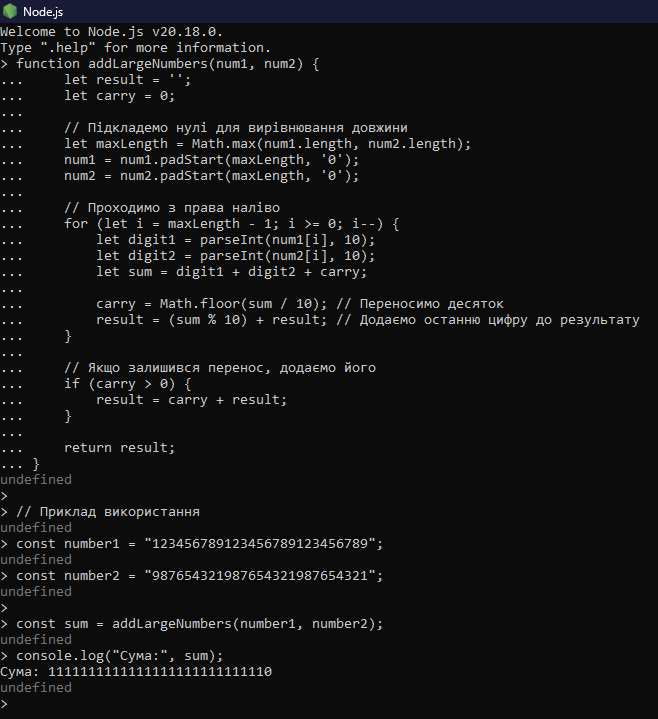 Node.js
Welcome to Node.js v20.18.0.
Type ".help" for more information.
> function addLargeNumbers(num1, num2) {
...     let result = '';
...     let carry = 0;
...
...     // Підкладемо нулі для вирівнювання довжини
...     let maxLength = Math.max(num1.length, num2.length);
...     num1 = num1.padStart(maxLength, '0');
...     num2 = num2.padStart(maxLength, '0');
...
...     // Проходимо з права наліво
...     for (let i = maxLength - 1; i >= 0; i--) {
...         let digit1 = parseInt(num1[i], 10);
...         let digit2 = parseInt(num2[i], 10);
...         let sum = digit1 + digit2 + carry;
...
...         carry = Math.floor(sum / 10); // Переносимо десяток
...         result = (sum % 10) + result; // Додаємо останню цифру до результату
...     }
...
...     // Якщо залишився перенос, додаємо його
...     if (carry > 0) {
...         result = carry + result;
...     }
...
...     return result;
... }
undefined
>
> // Приклад використання
undefined
> const number1 = "123456789123456789123456789";
undefined
> const number2 = "987654321987654321987654321";
undefined
>
> const sum = addLargeNumbers(number1, number2);
undefined
> console.log("Сума:", sum);
Сума: 1111111111111111111111111110
undefined
>